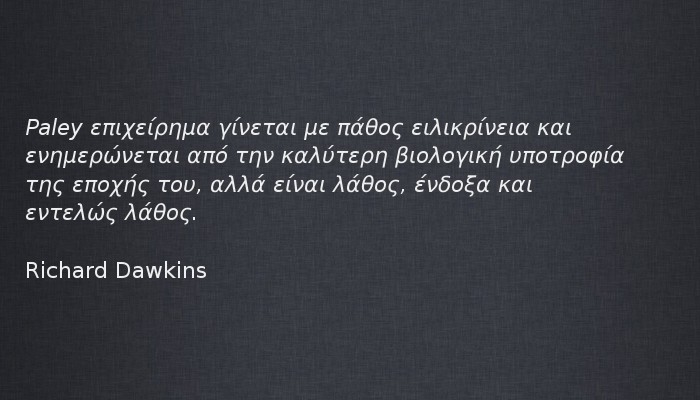 Paley επιχείρημα γίνεται με πάθος ειλικρίνεια και
ενημερώνεται από την καλύτερη βιολογική υποτροφία
της εποχής του, αλλά είναι λάθος, ένδοξα και
εντελώς λάθος.
Richard Dawkins